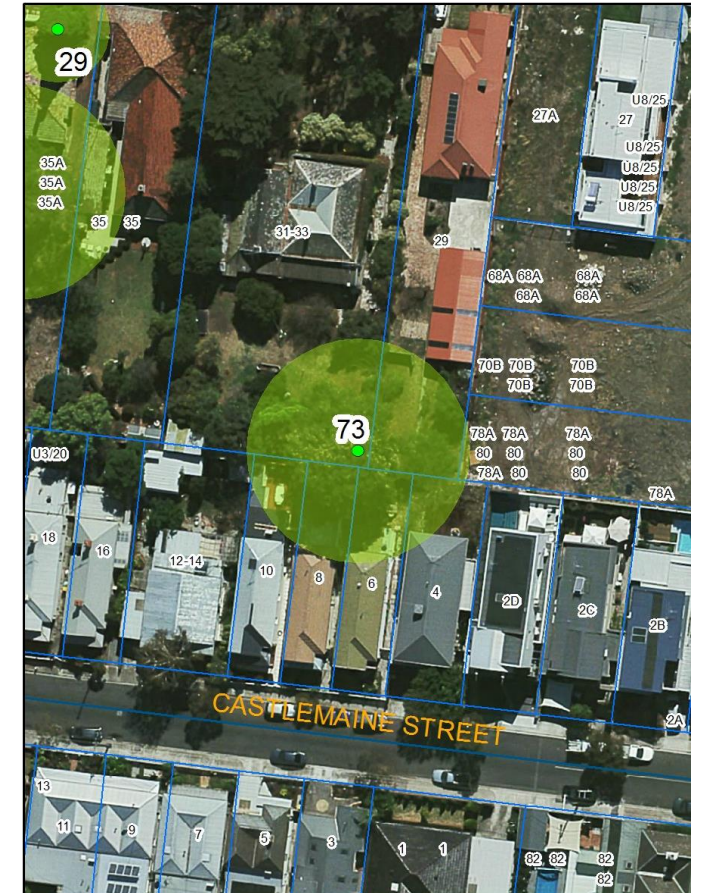 29
27A
27
U8/25
U8/25
U8/25
U8/25
U8/25
35A
35A
35A
35
35
31-33
29
68A 68A 68A
68A 68A
70B 70B 70B
70B 70B
73
78A 78A 78A
80 80 80
78A 80 80
78A
U3/20
18
16
12-14
10
8
6
4
2D
2C
2B
2A
CASTLEMAINE STREET
13
11
9
7
5
3
1
1
82 82 82
82